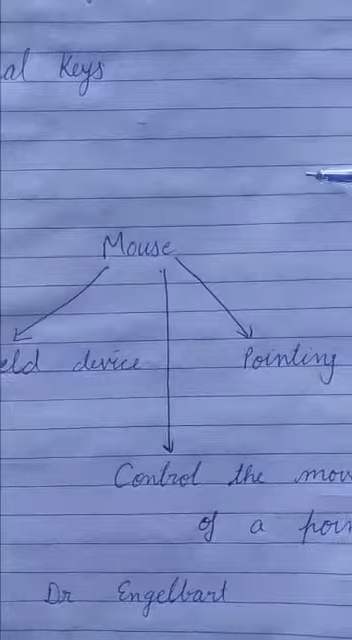 al Keys
Mouse
eld device Pointing
Control the mov
of a poin
Dr Engelbart